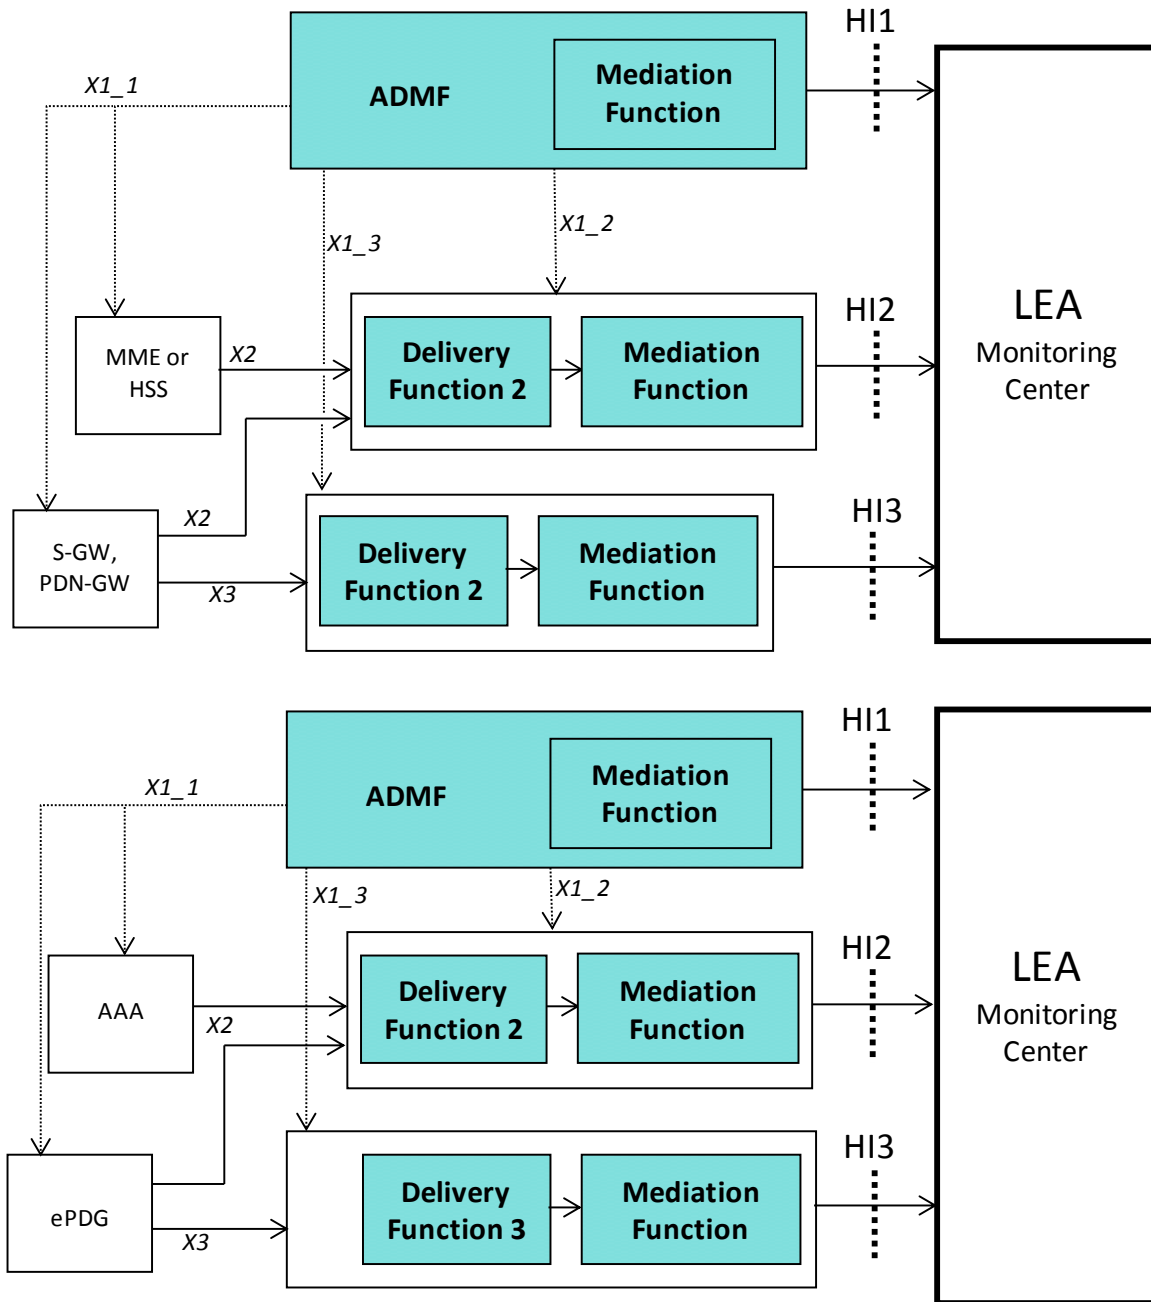 HI1
X1_1
ADMF
Mediation
Function
X1_3
X1_2
LEA
Monitoring
Center
HI2
MME or
HSS
X2
Delivery
Function 2
Mediation
Function
X2
HI3
S-GW,
PDN-GW
X3
Delivery
Function 2
Mediation
Function
HI1
X1_1
ADMF
Mediation
Function
X1_3
X1_2
LEA
Monitoring
Center
HI2
AAA
X2
Delivery
Function 2
Mediation
Function
HI3
ePDG
X3
Delivery
Function 3
Mediation
Function